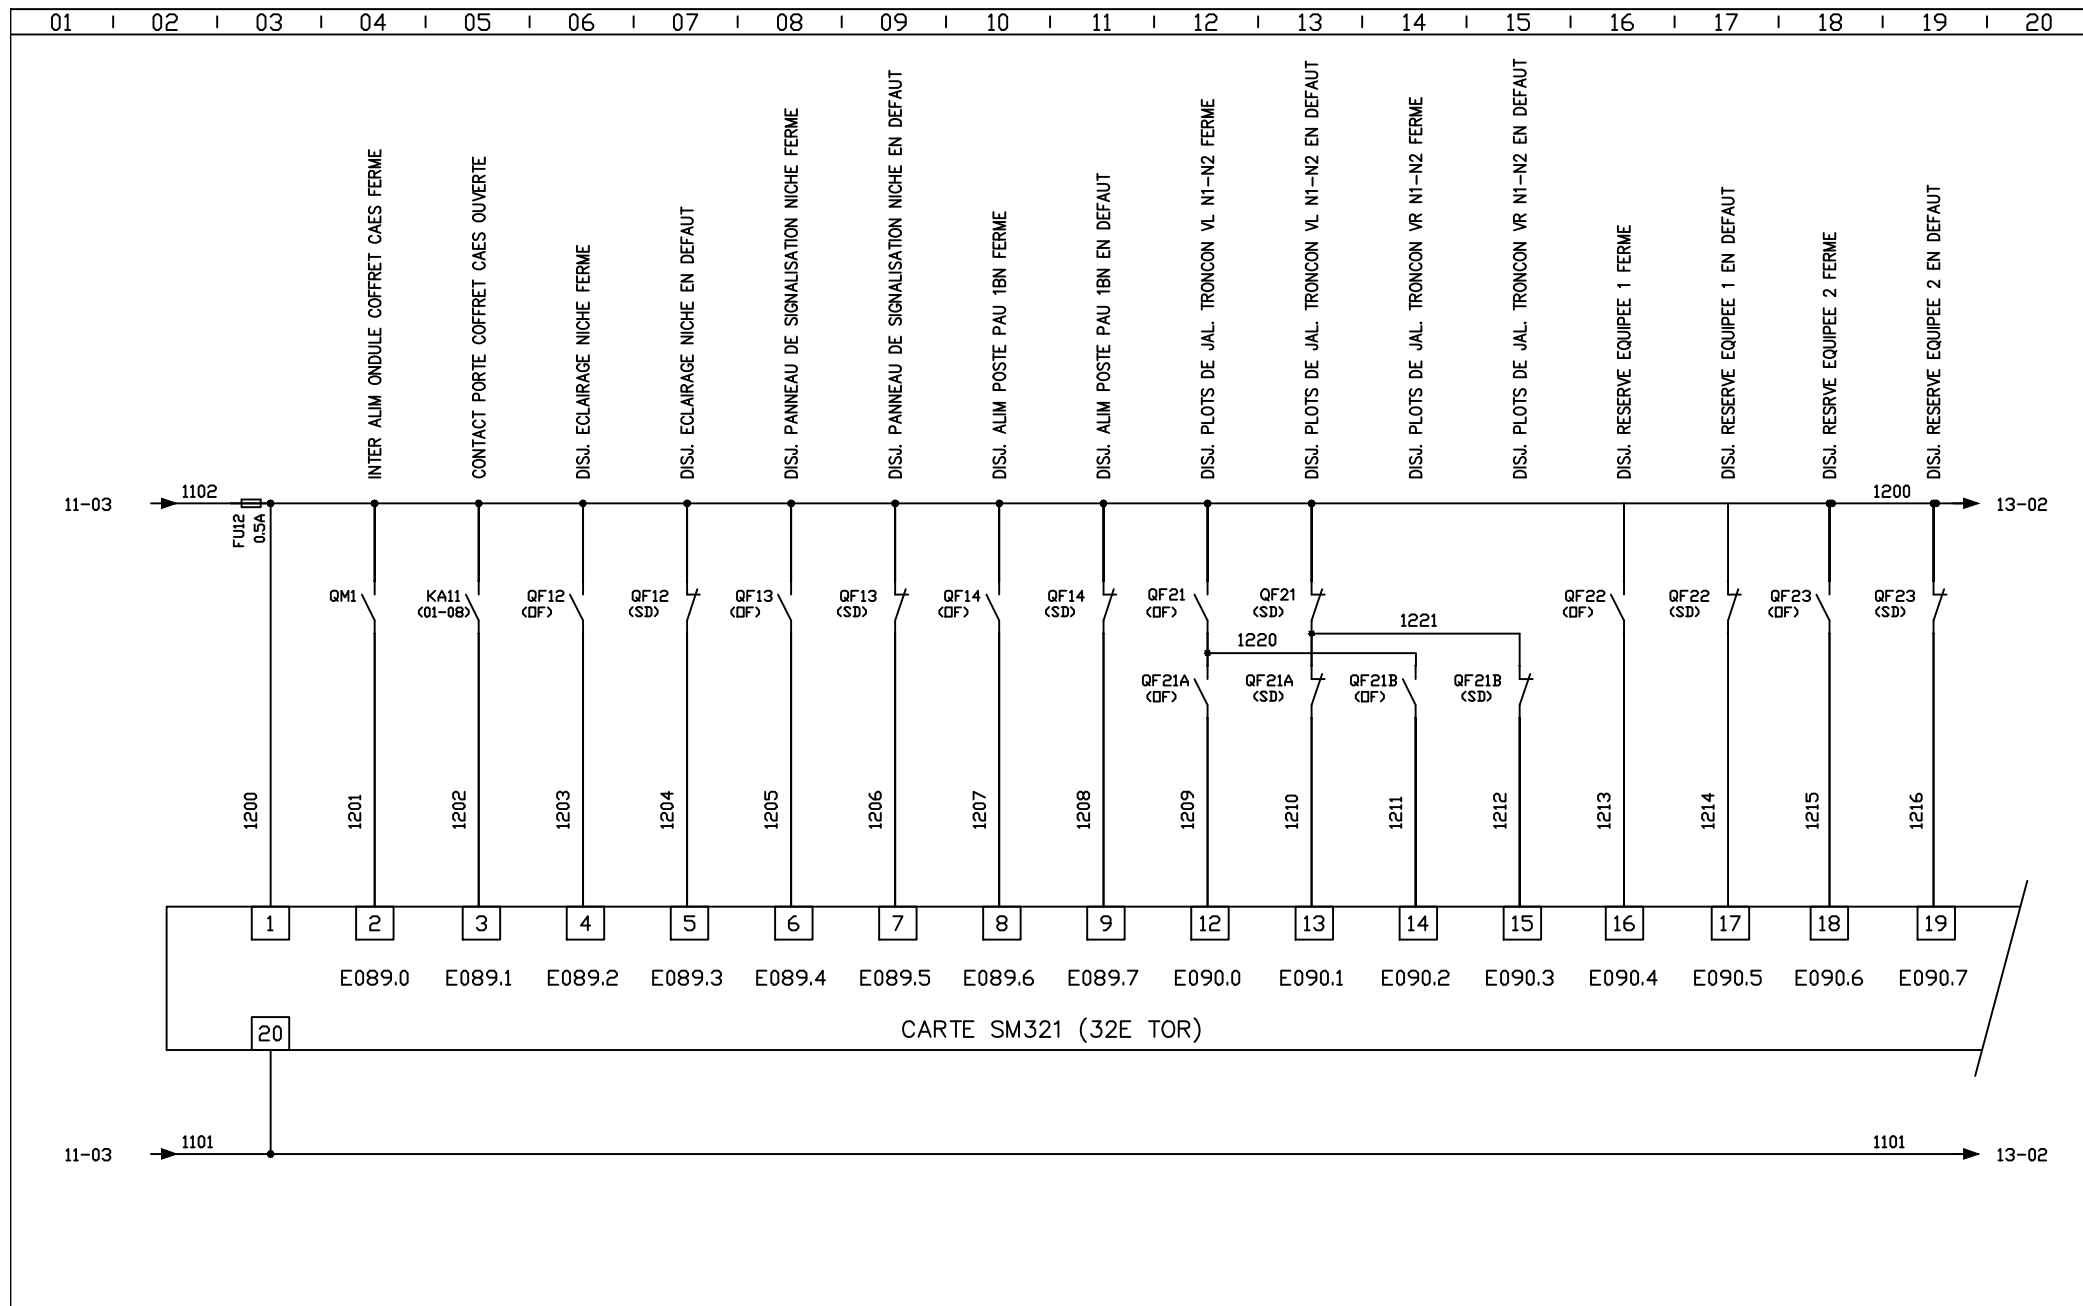 01 02 03 04 05 06 07 08 09 10 11 12 13 14 15 16 17 18 19 20
INTER ALIM ONDULE COFFRET CAES FERME
CONTACT PORTE COFFRET CAES OUVERTE
DISJ. ECLAIRAGE NICHE FERME
DISJ. ECLAIRAGE NICHE EN DEFAUT
DISJ. PANNEAU DE SIGNALISATION NICHE FERME
DISJ. PANNEAU DE SIGNALISATION NICHE EN DEFAUT
DISJ. ALIM POSTE PAU 1BN FERME
DISJ. ALIM POSTE PAU 1BN EN DEFAUT
DISJ. PLOTS DE JAL. TRONCON VL N1-N2 FERME
DISJ. PLOTS DE JAL. TRONCON VL N1-N2 EN DEFAUT
DISJ. PLOTS DE JAL. TRONCON VR N1-N2 FERME
DISJ. PLOTS DE JAL. TRONCON VR N1-N2 EN DEFAUT
DISJ. RESERVE EQUIPEE 1 FERME
DISJ. RESERVE EQUIPEE 1 EN DEFAUT
DISJ. RESRVE EQUIPEE 2 FERME
DISJ. RESERVE EQUIPEE 2 EN DEFAUT
11-03 1102 1200 13-02
FU12
0.5A
QM1
KA11
(01-08)
QF12
(OF)
QF12
(SD)
QF13
(OF)
QF13
(SD)
QF14
(OF)
QF14
(SD)
QF21
(OF)
QF21
(SD)
QF22
(OF)
QF22
(SD)
QF23
(OF)
QF23
(SD)
1221
1220
QF21A
(OF)
QF21A
(SD)
QF21B
(OF)
QF21B
(SD)
1200 1201 1202 1203 1204 1205 1206 1207 1208 1209 1210 1211 1212 1213 1214 1215 1216
1 2 3 4 5 6 7 8 9 12 13 14 15 16 17 18 19
E089.0 E089.1 E089.2 E089.3 E089.4 E089.5 E089.6 E089.7 E090.0 E090.1 E090.2 E090.3 E090.4 E090.5 E090.6 E090.7
20 CARTE SM321 (32E TOR)
11-03 1101 1101 13-02